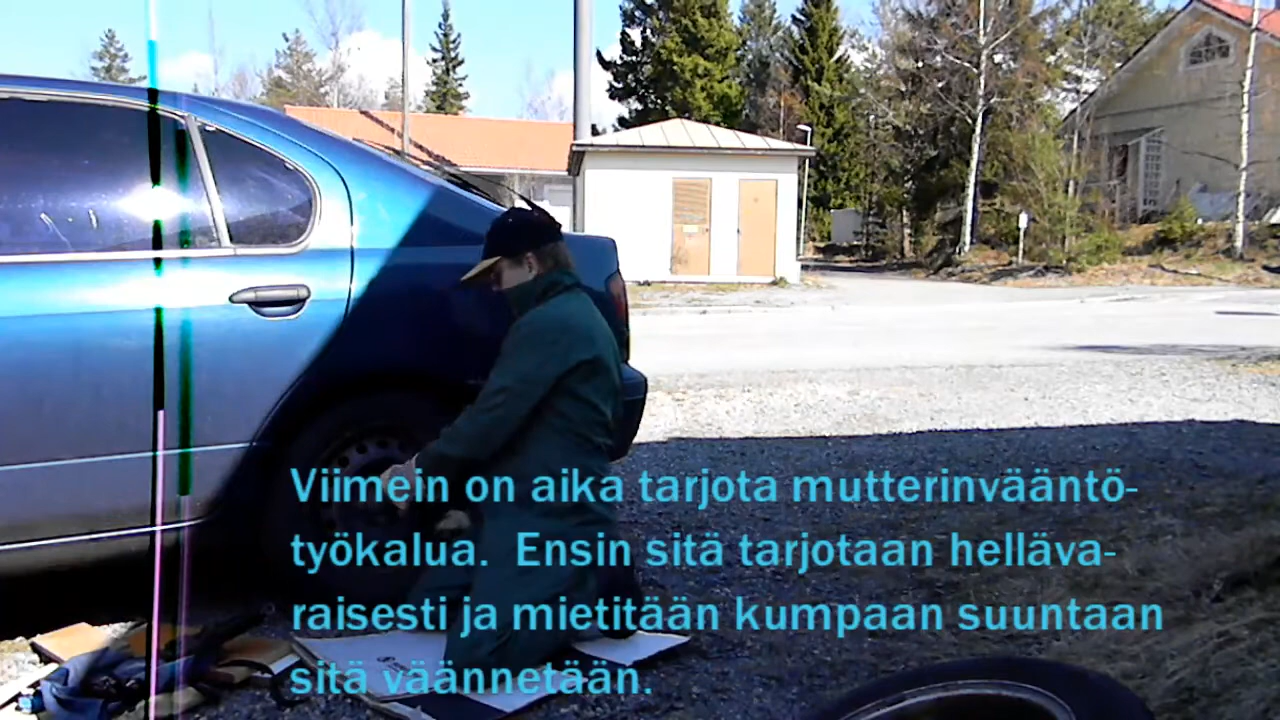 Viimein on aika tarjota mutterinvääntö-
työkalua.  Ensin sitä tarjotaan helläva-
raisesti ja mietitään kumpaan suuntaan
sitä väännetään.